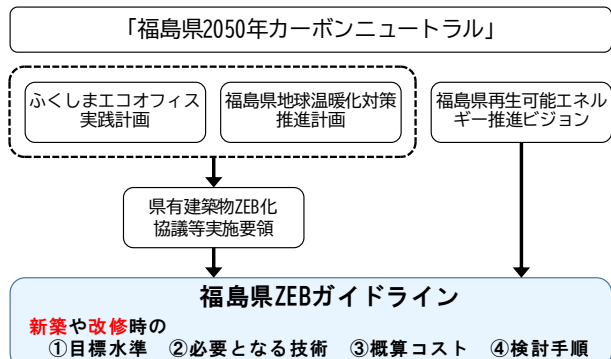 「福島県2050年カーボンニュートラル」
ふくしまエコオフィス
実践計画
福島県地球温暖化対策
推進計画
福島県再生可能エネル
ギー推進ビジョン
県有建築物ZEB化
協議等実施要領
福島県ZEBガイドライン
新築や改修時の
①目標水準 ②必要となる技術 ③概算コスト ④検討手順